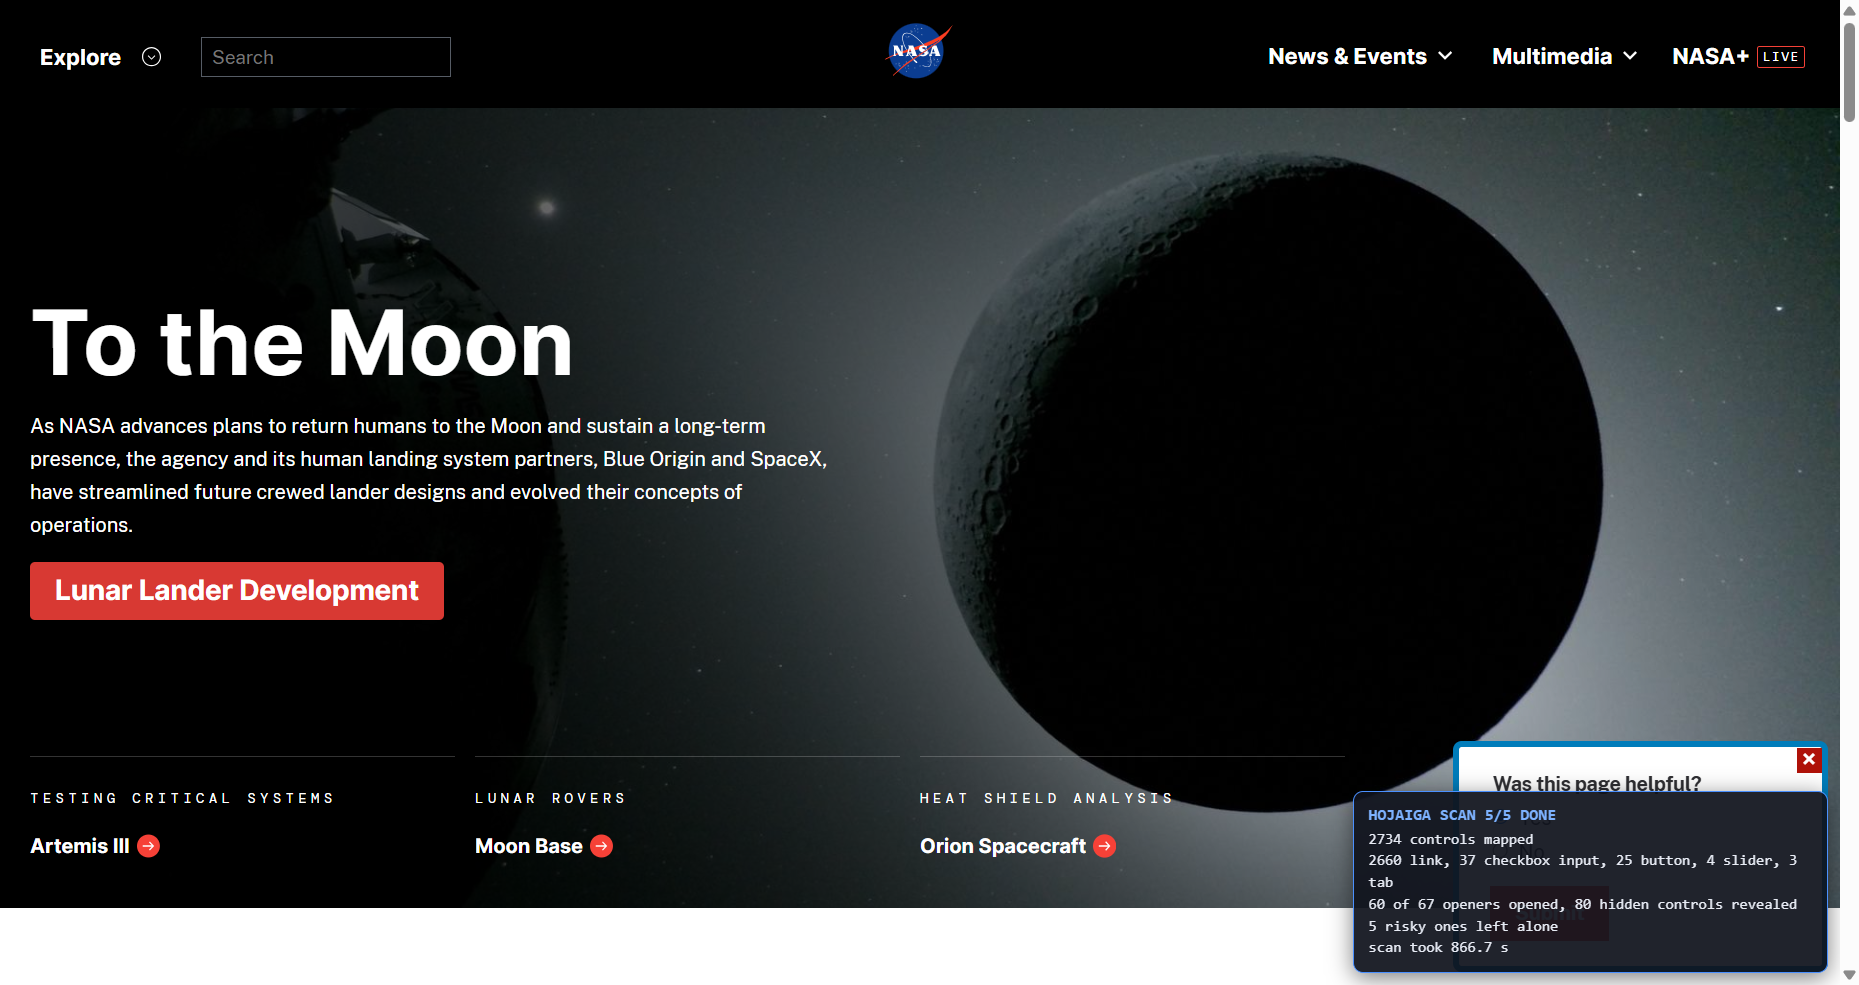 Explore
Search
NASA
News & Events
Multimedia
NASA+ LIVE
To the Moon
As NASA advances plans to return humans to the Moon and sustain a long-term
presence, the agency and its human landing system partners, Blue Origin and SpaceX,
have streamlined future crewed lander designs and evolved their concepts of
operations.
Lunar Lander Development
TESTING CRITICAL SYSTEMS
Artemis III
LUNAR ROVERS
Moon Base
HEAT SHIELD ANALYSIS
Orion Spacecraft
Was this page helpful?
HOJAIGA SCAN 5/5 DONE
2734 controls mapped
2660 link, 37 checkbox input, 25 button, 4 slider, 3
tab
60 of 67 openers opened, 80 hidden controls revealed
5 risky ones left alone
scan took 866.7 s